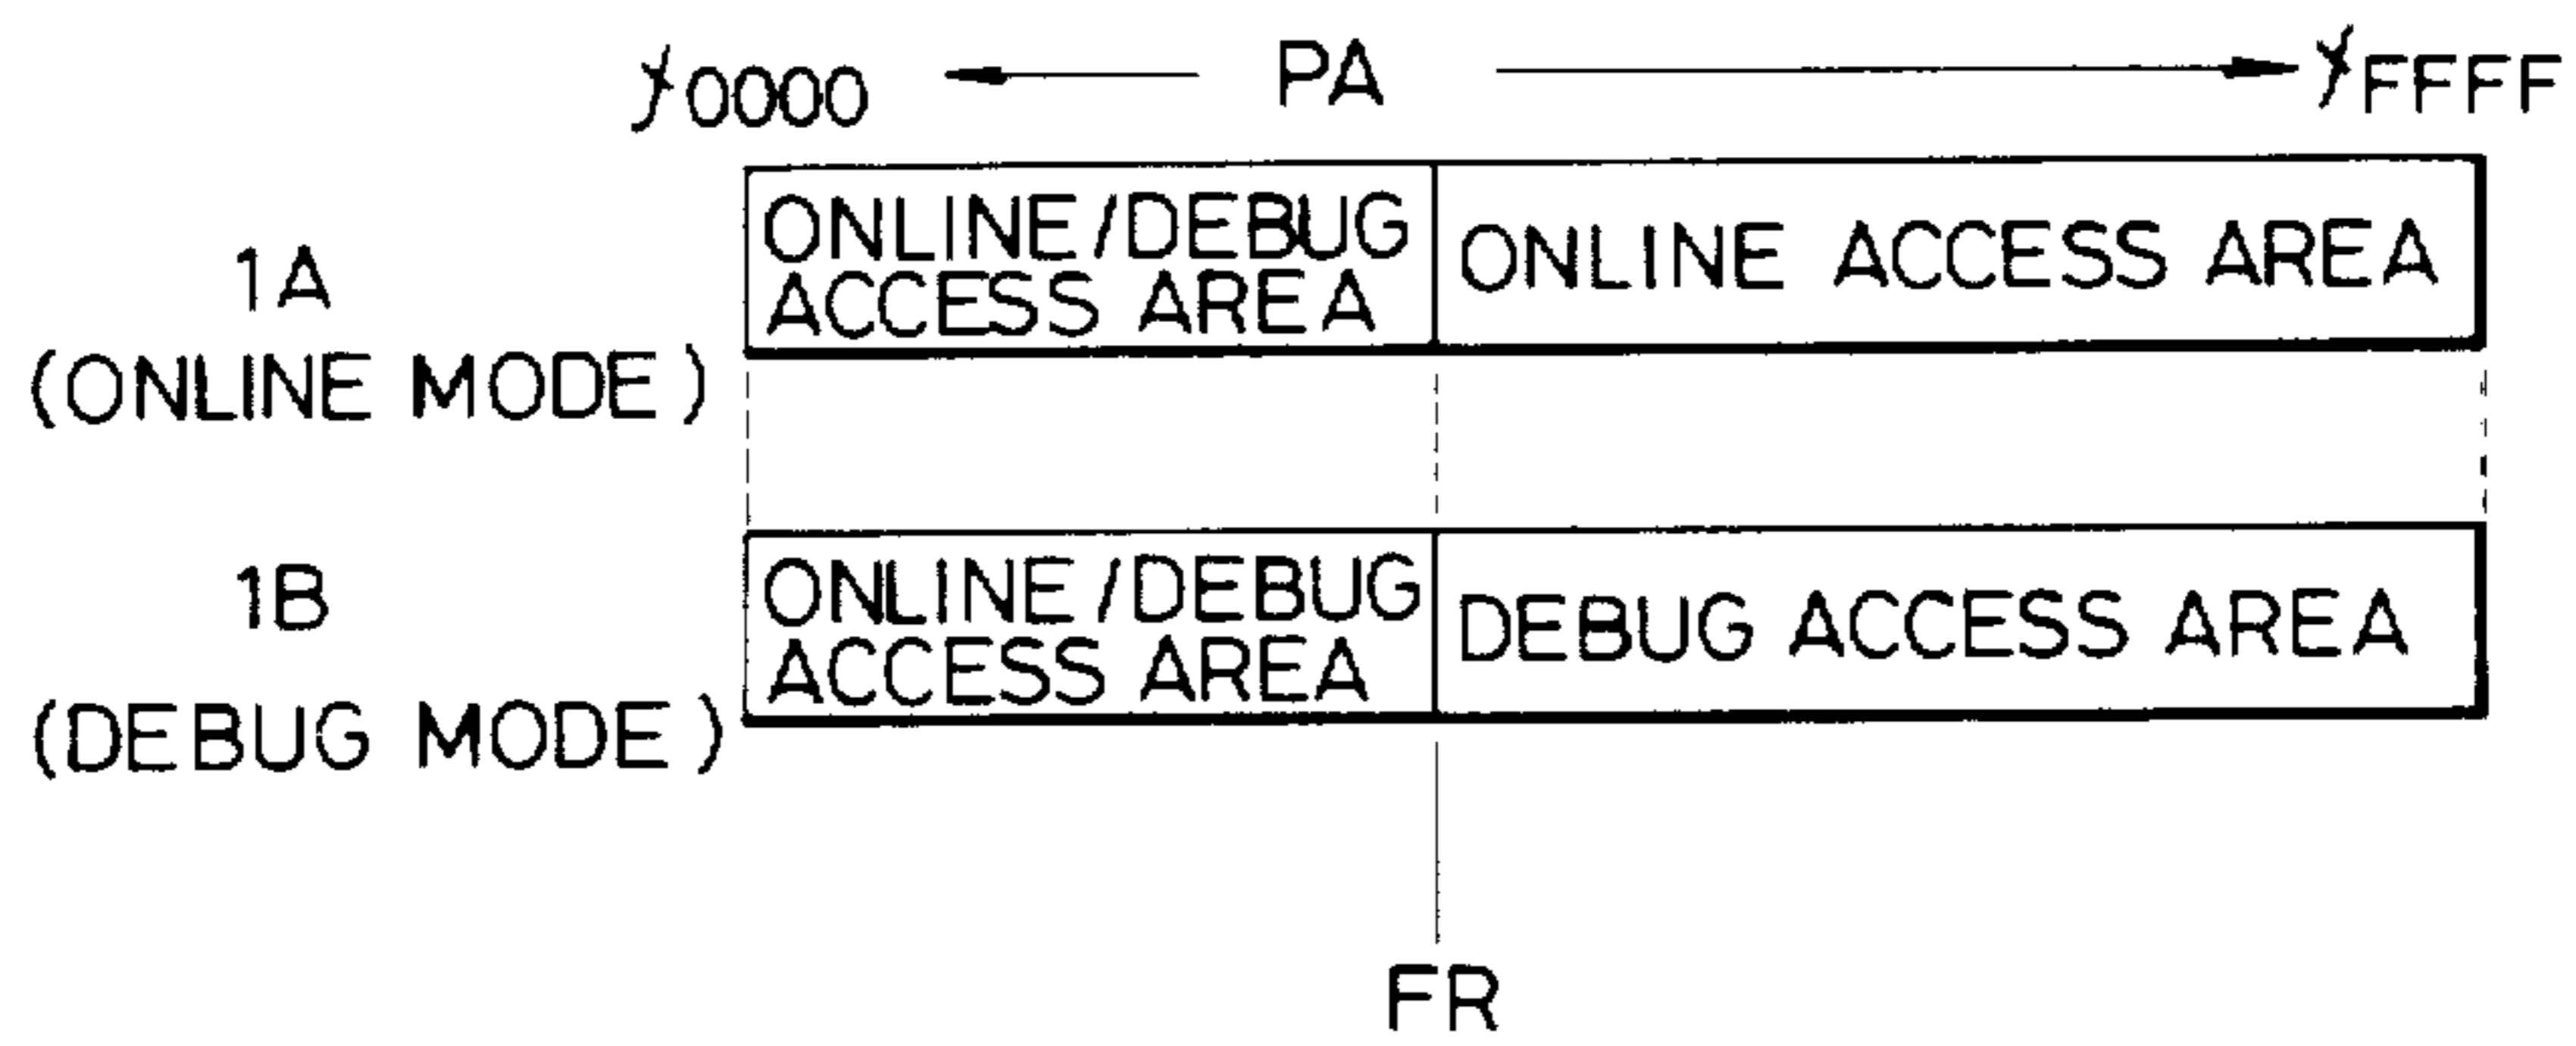 /0000 ← PA → /FFFF
1A
(ONLINE MODE)
ONLINE/DEBUG
ACCESS AREA
ONLINE ACCESS AREA
1B
(DEBUG MODE)
ONLINE/DEBUG
ACCESS AREA
DEBUG ACCESS AREA
FR